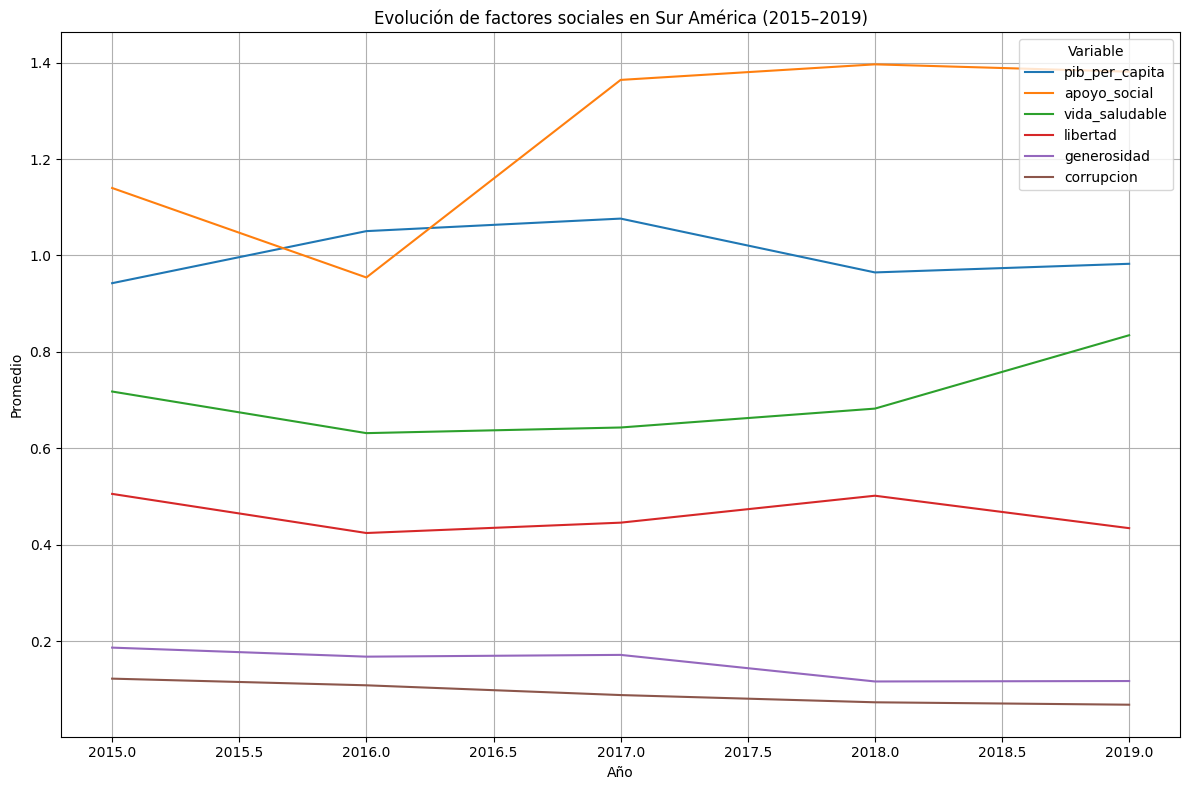 Evolución de factores sociales en Sur América (2015–2019)
Variable
pib_per_capita
apoyo_social
vida_saludable
libertad
generosidad
corrupcion
Promedio
1.4
1.2
1.0
0.8
0.6
0.4
0.2
2015.0 2015.5 2016.0 2016.5 2017.0 2017.5 2018.0 2018.5 2019.0
Año